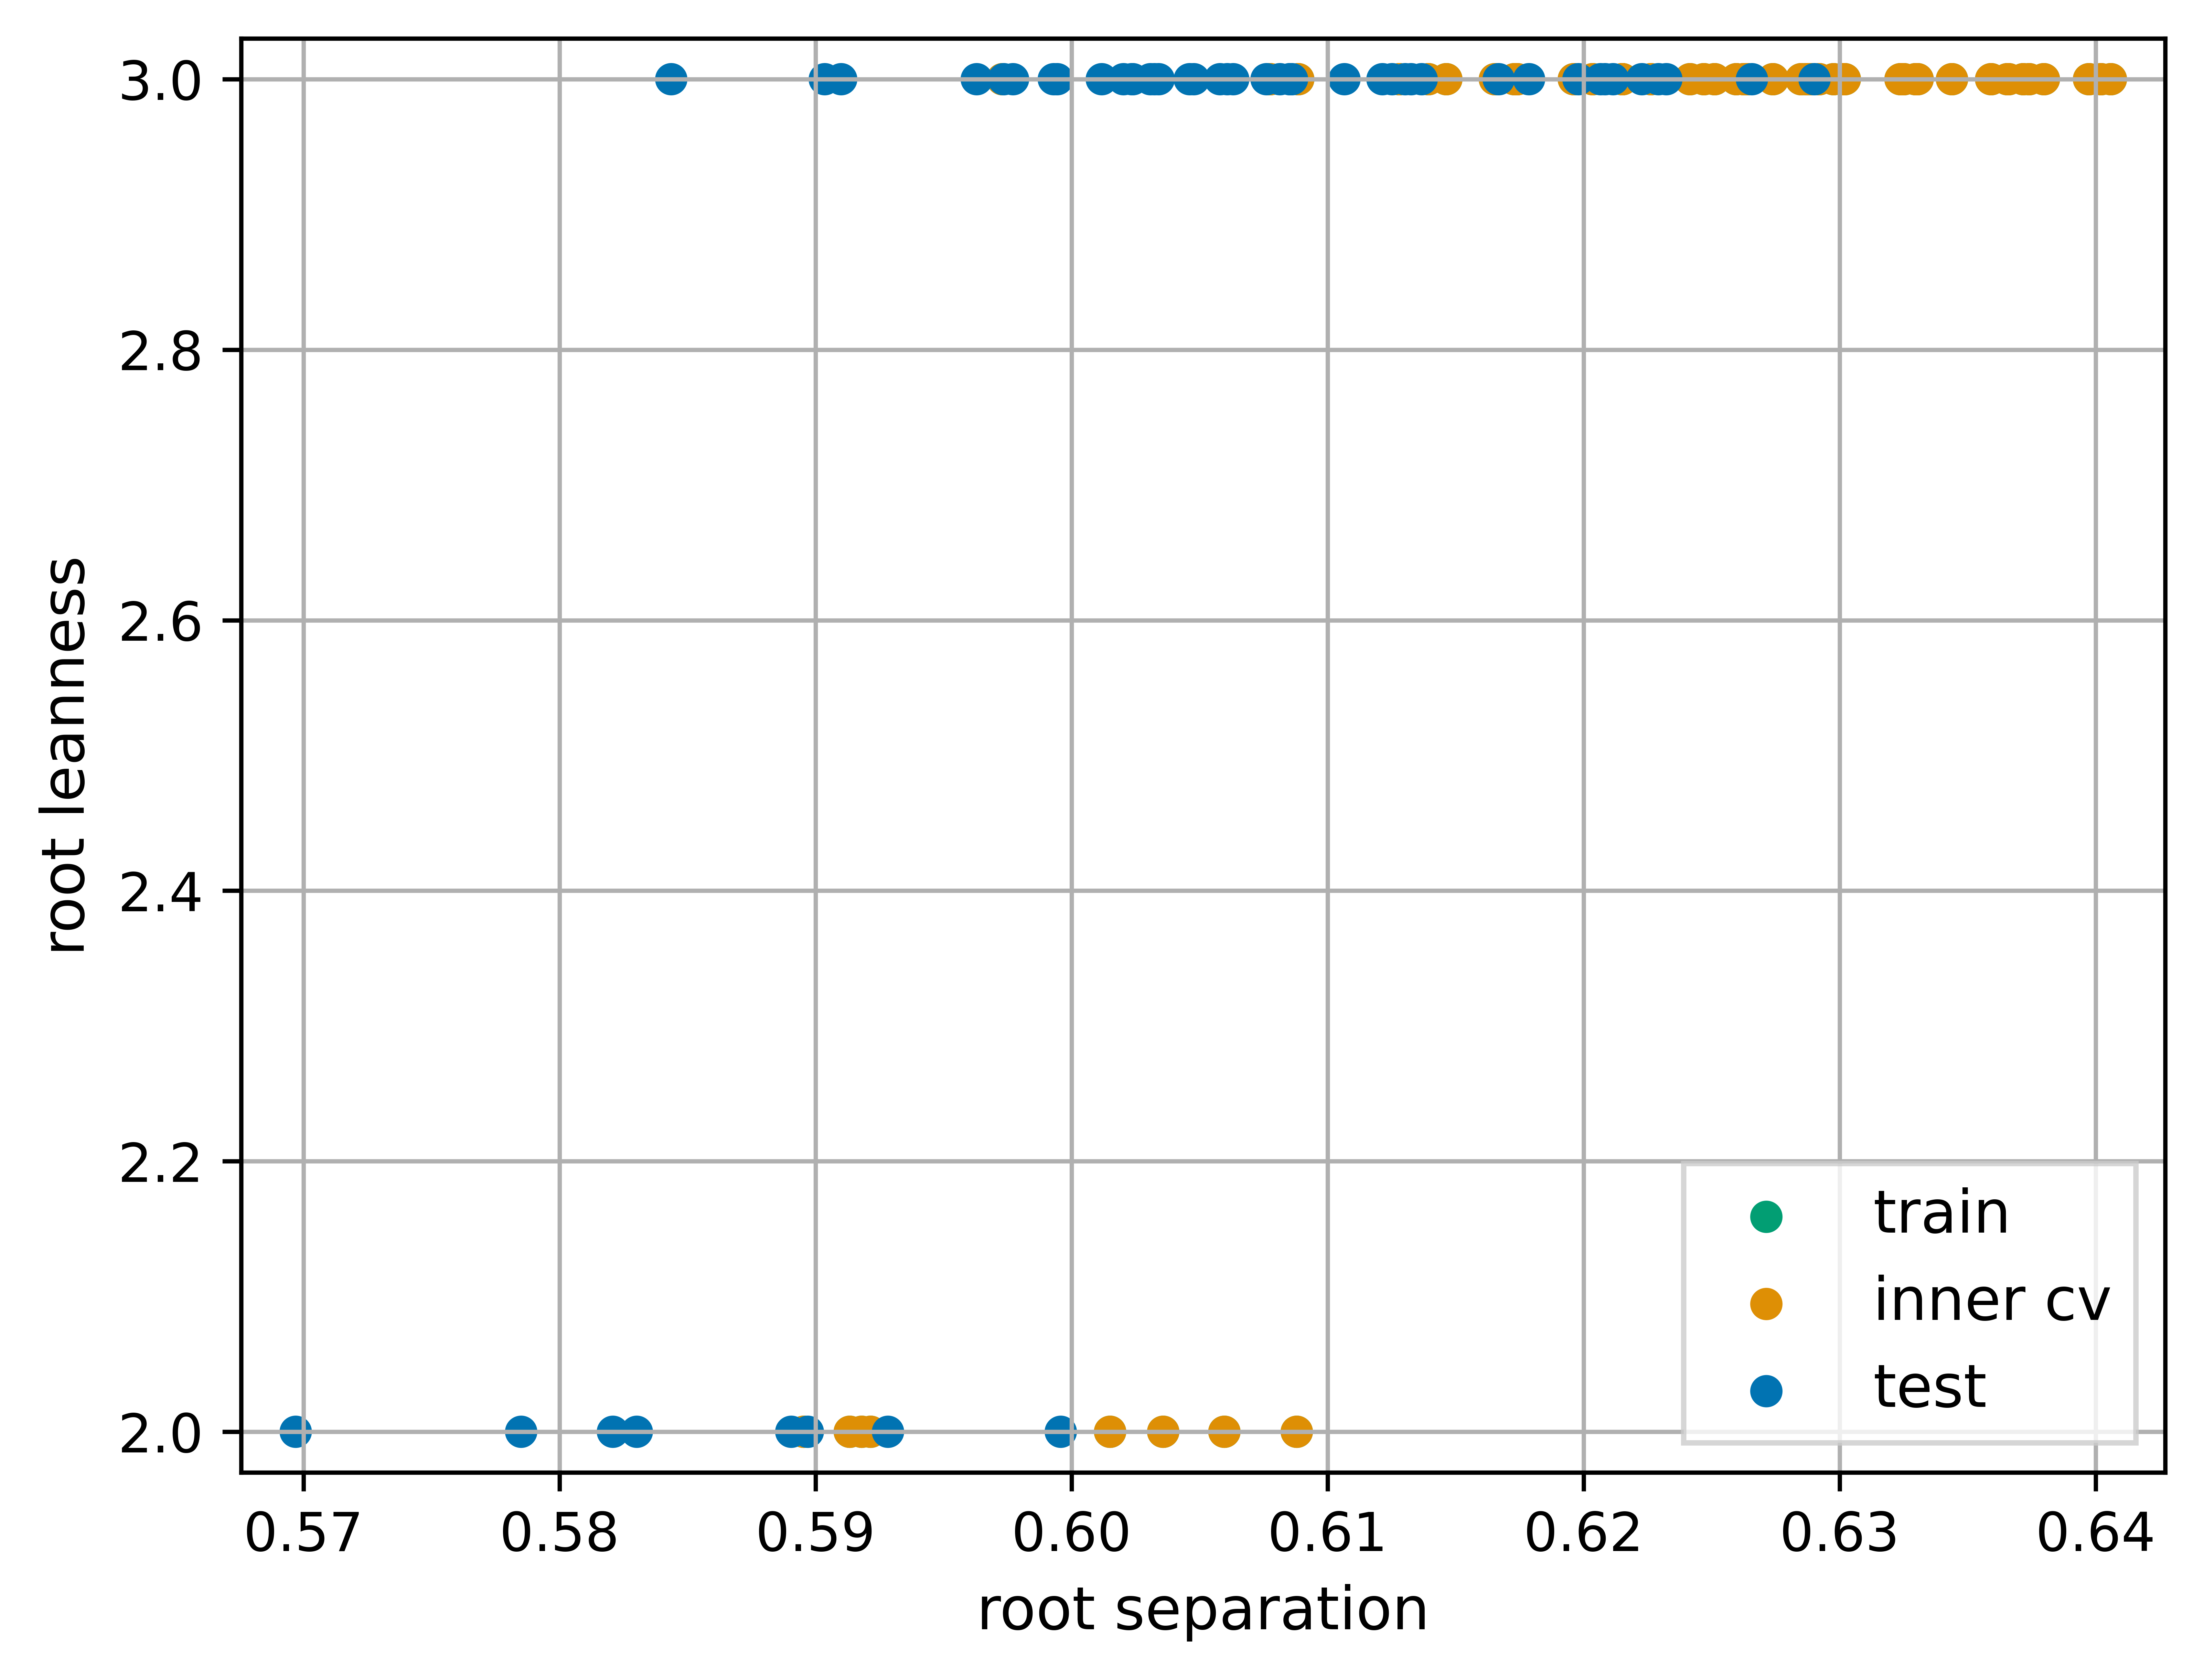 3.0
2.8
2.6
2.4
2.2
2.0
root leanness
train
inner cv
test
0.57 0.58 0.59 0.60 0.61 0.62 0.63 0.64
root separation